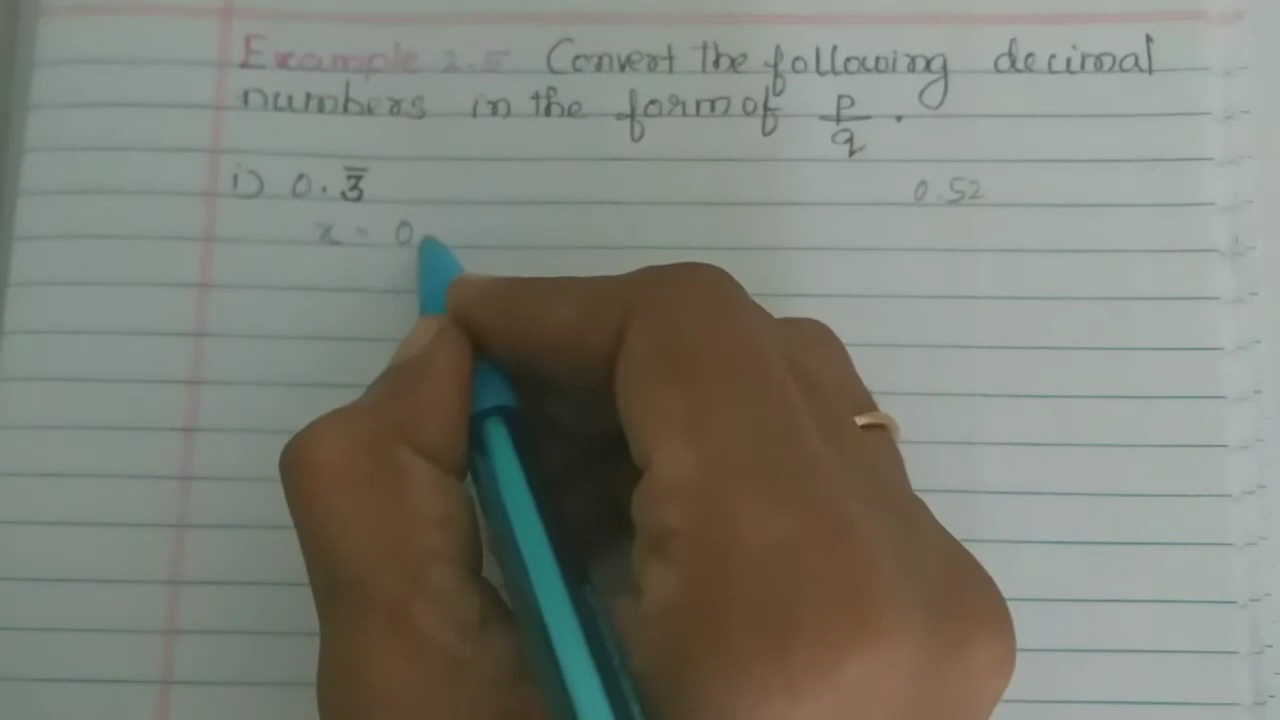 Example 2.5 Convert the following decimal
numbers in the form of p/q.
i) 0.3̅
0.52
x = 0.